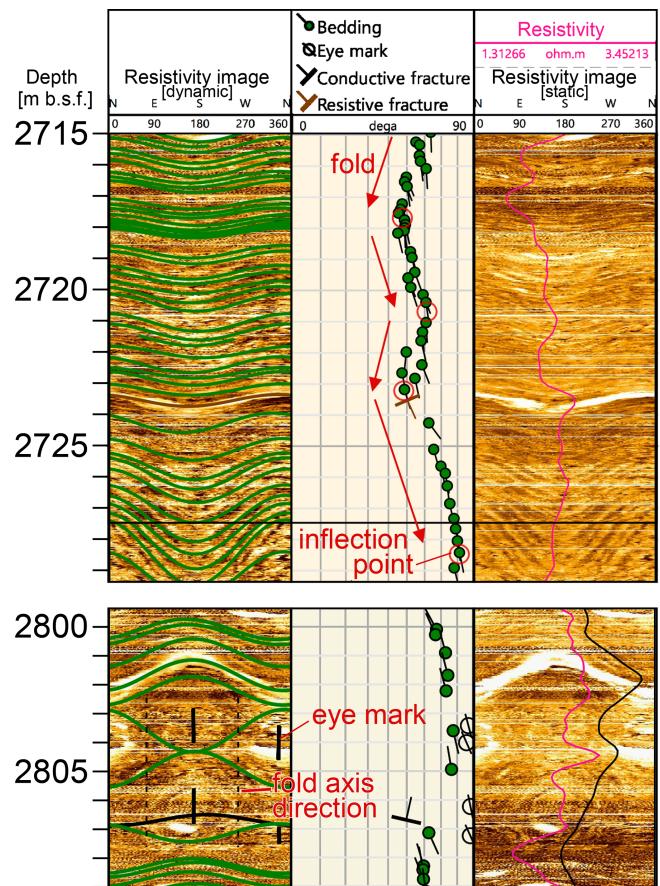 Bedding
Eye mark
Conductive fracture
Resistive fracture
Resistivity
1.31266 ohm.m 3.45213
Depth
[m b.s.f.]
Resistivity image
[dynamic]
N E S W N
0 90 180 270 360
0 dega 90
Resistivity image
[static]
N E S W N
0 90 180 270 360
2715
fold
2720
2725
inflection
point
2800
eye mark
2805
fold axis
direction